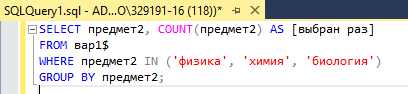 SQLQuery1.sql - AD...O\329191-16 (118))*
SELECT предмет2, COUNT(предмет2) AS [выбран раз]
FROM вар1$
WHERE предмет2 IN ('физика', 'химия', 'биология')
GROUP BY предмет2;